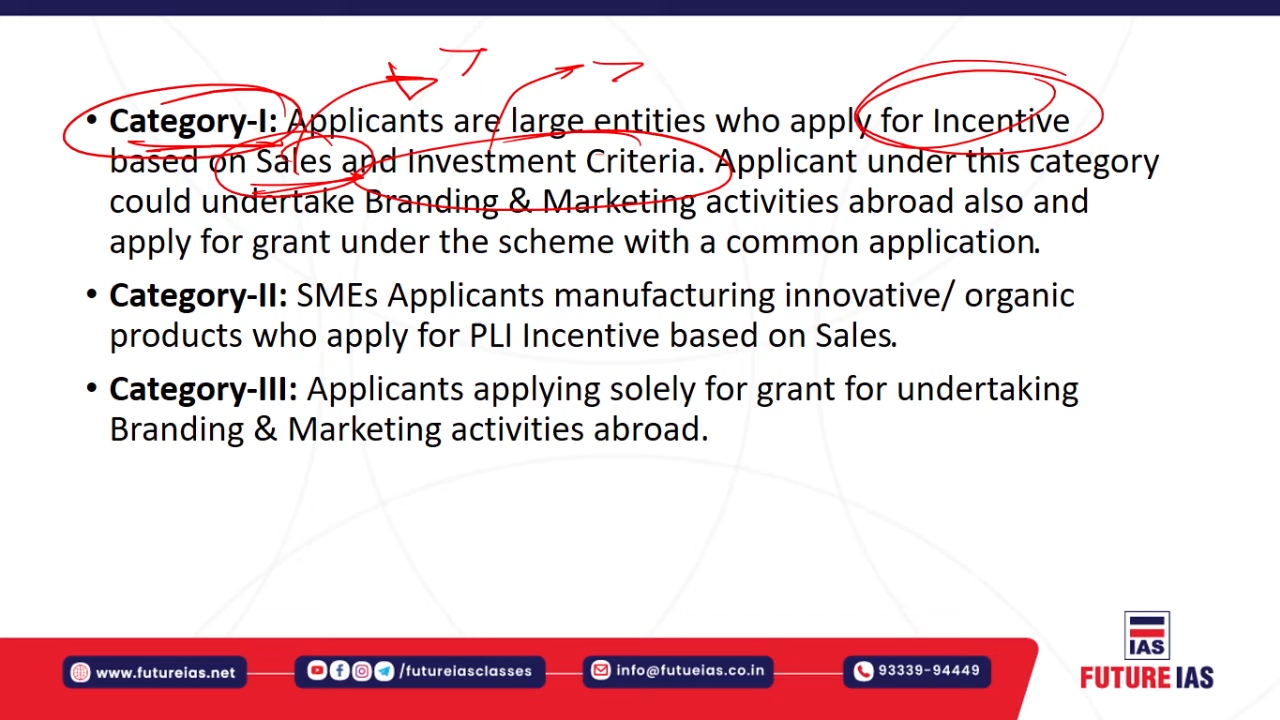 • Category-I: Applicants are large entities who apply for Incentive
based on Sales and Investment Criteria. Applicant under this category
could undertake Branding & Marketing activities abroad also and
apply for grant under the scheme with a common application.
• Category-II: SMEs Applicants manufacturing innovative/ organic
products who apply for PLI Incentive based on Sales.
• Category-III: Applicants applying solely for grant for undertaking
Branding & Marketing activities abroad.
IAS
FUTURE IAS
www.futureias.net
/futureiasclasses
info@futueias.co.in
93339-94449